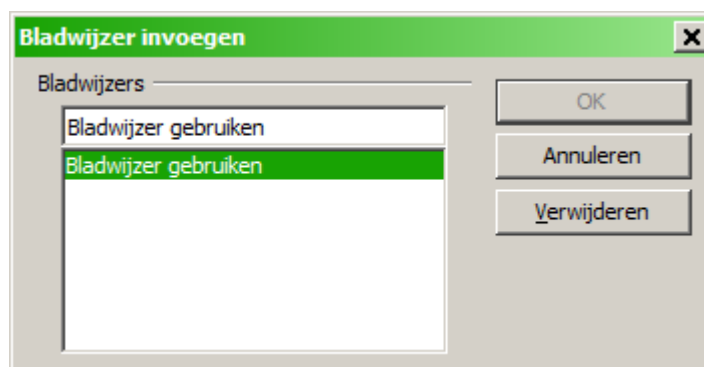 Bladwijzer invoegen
Bladwijzers
Bladwijzer gebruiken
Bladwijzer gebruiken
OK
Annuleren
Verwijderen